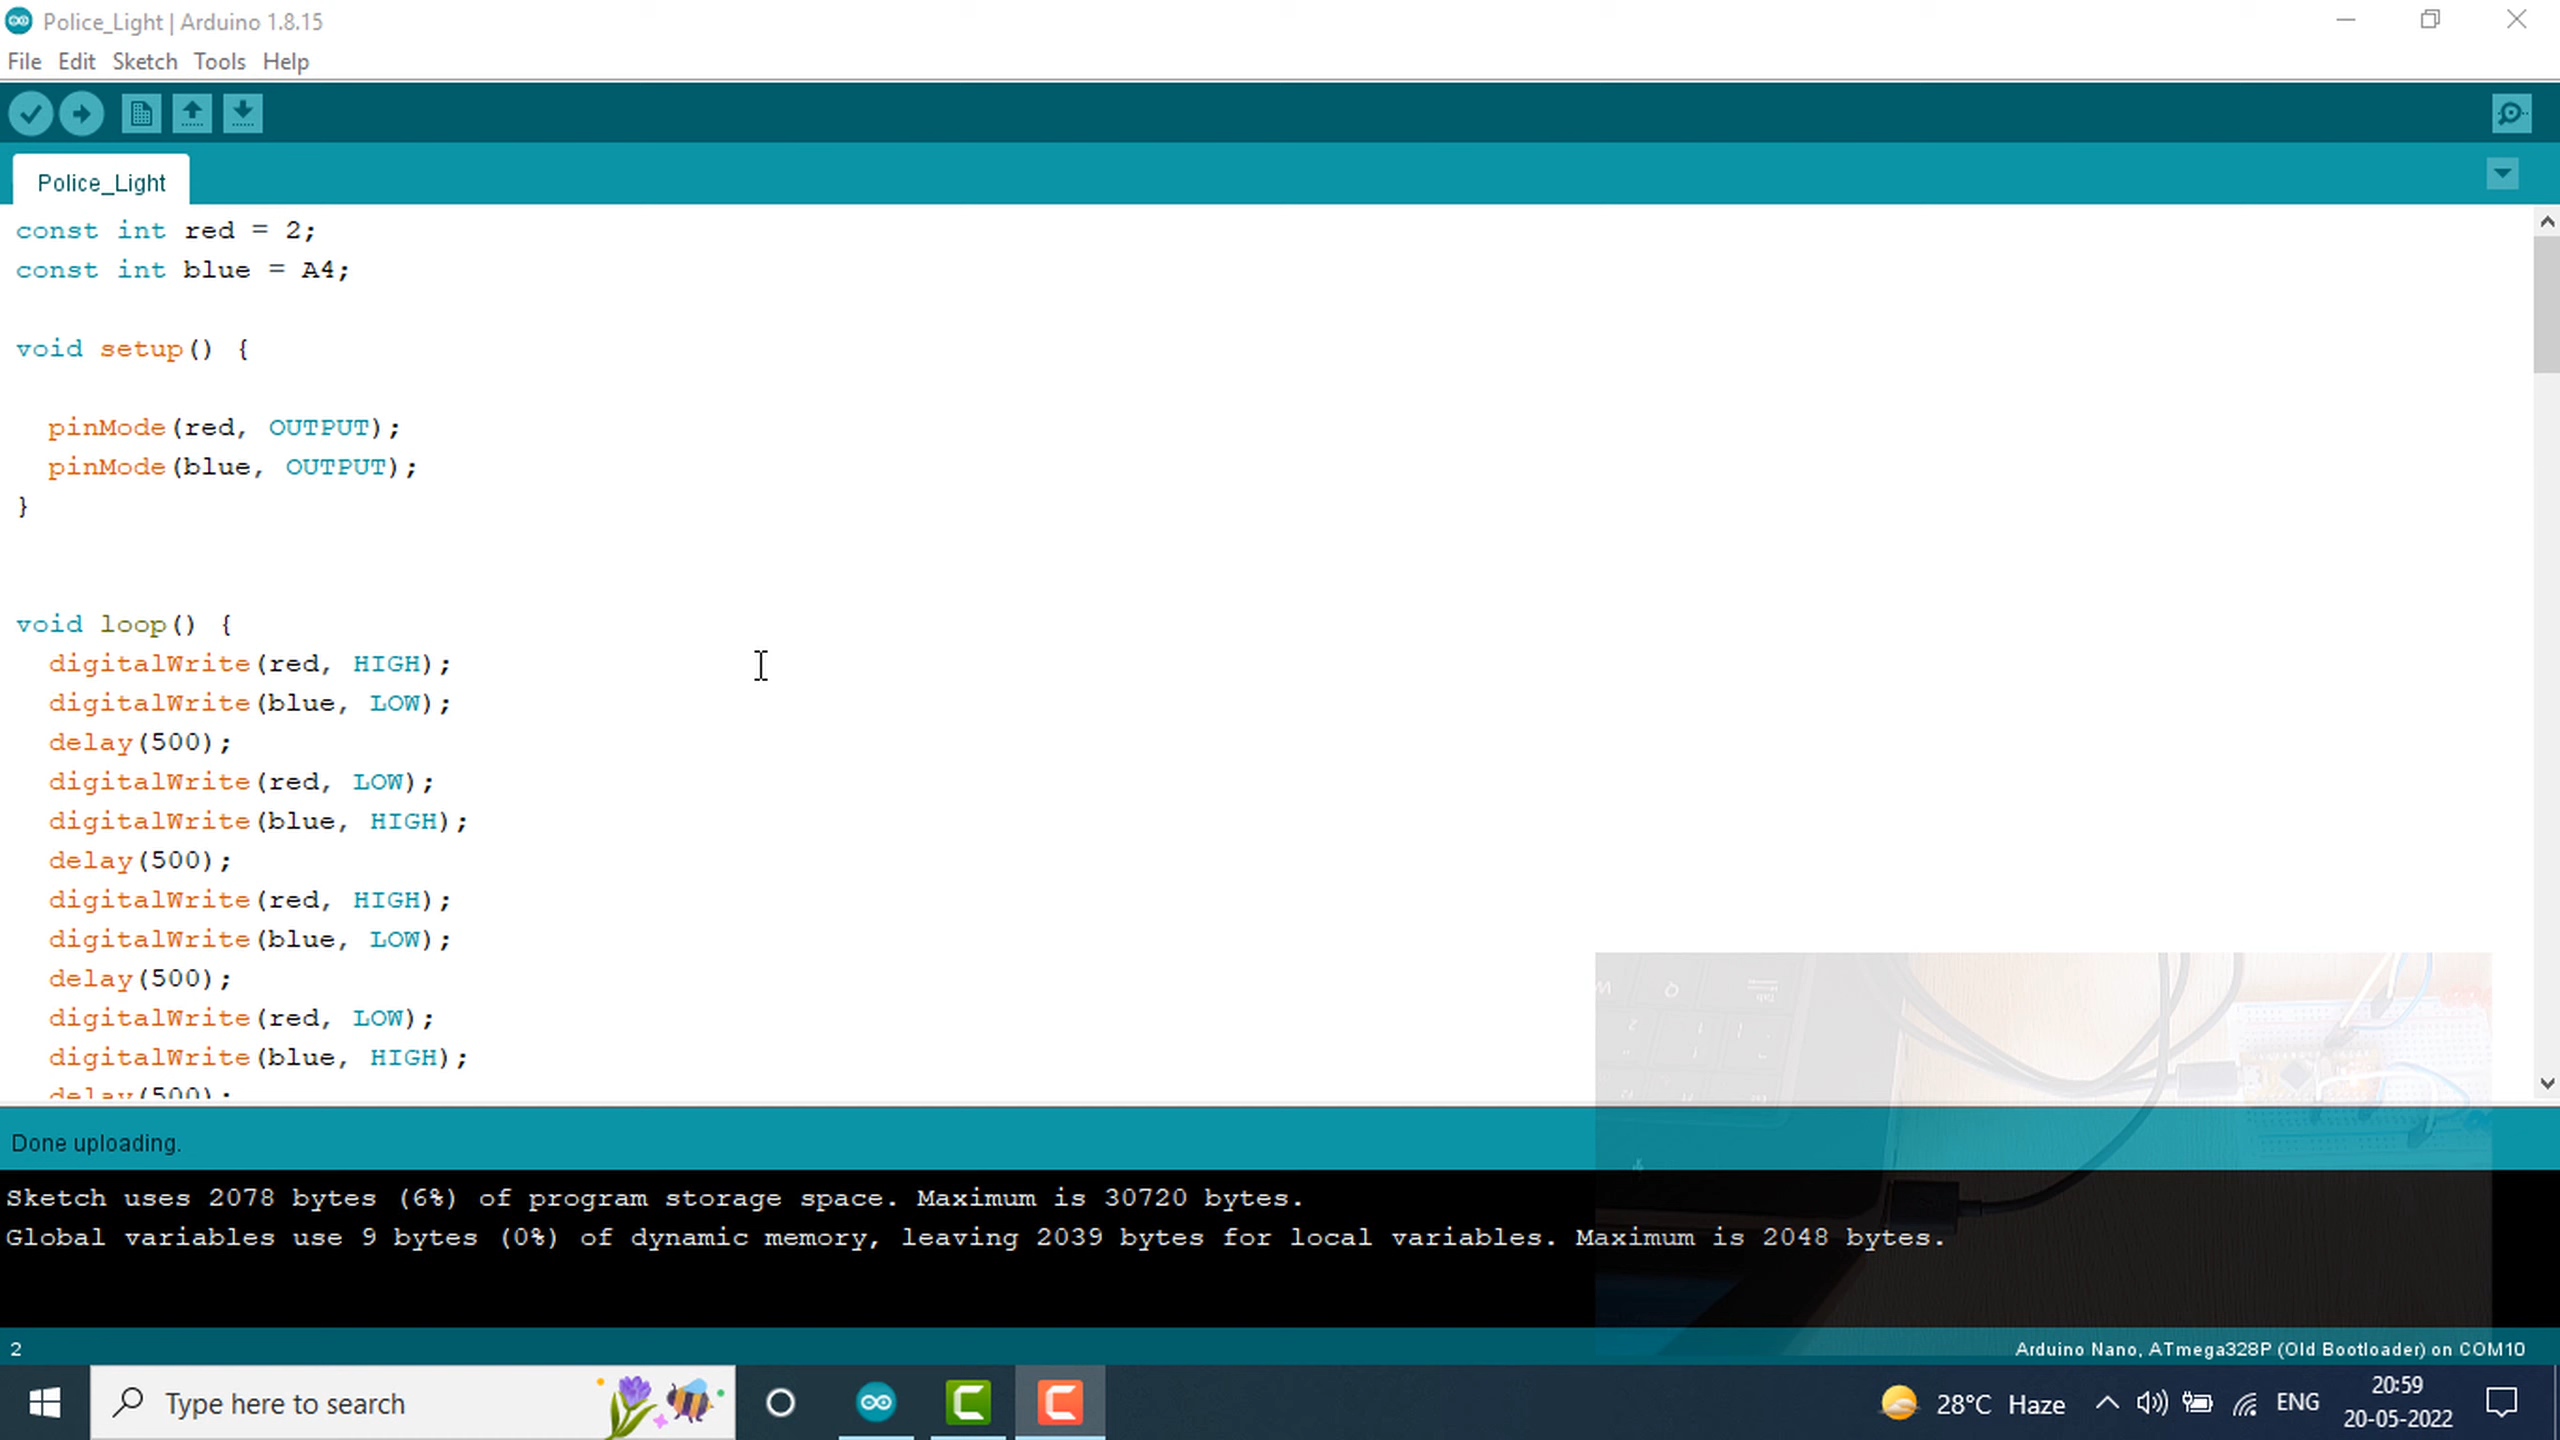 Police_Light | Arduino 1.8.15
File Edit Sketch Tools Help
Police_Light
const int red = 2;
const int blue = A4;
void setup() {
pinMode(red, OUTPUT);
pinMode(blue, OUTPUT);
}
void loop() {
digitalWrite(red, HIGH);
digitalWrite(blue, LOW);
delay(500);
digitalWrite(red, LOW);
digitalWrite(blue, HIGH);
delay(500);
digitalWrite(red, HIGH);
digitalWrite(blue, LOW);
delay(500);
digitalWrite(red, LOW);
digitalWrite(blue, HIGH);
delay(500);
Done uploading.
Sketch uses 2078 bytes (6%) of program storage space. Maximum is 30720 bytes.
Global variables use 9 bytes (0%) of dynamic memory, leaving 2039 bytes for local variables. Maximum is 2048 bytes.
2
Arduino Nano, ATmega328P (Old Bootloader) on COM10
Type here to search
28°C Haze
ENG
20:59
20-05-2022